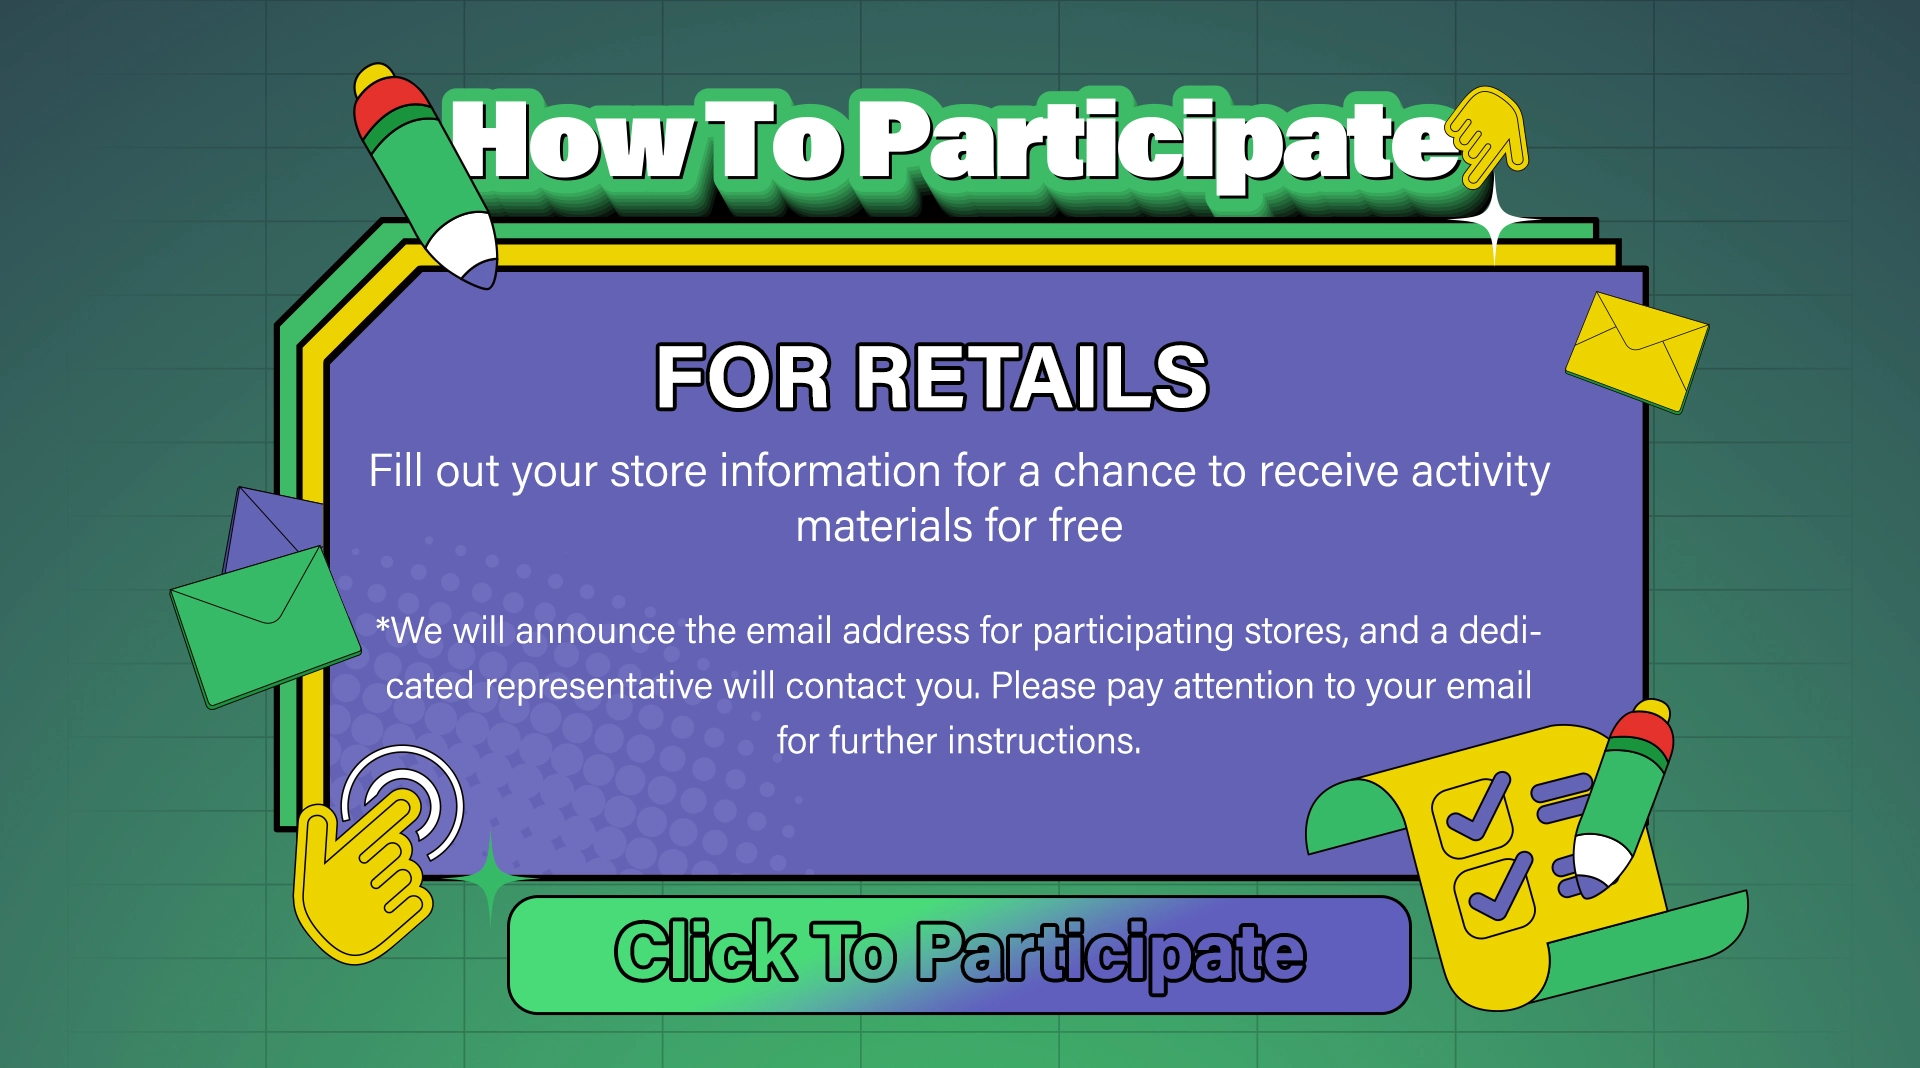 How To Participate
FOR RETAILS
Fill out your store information for a chance to receive activity
materials for free
*We will announce the email address for participating stores, and a dedi-
cated representative will contact you. Please pay attention to your email
for further instructions.
Click To Participate